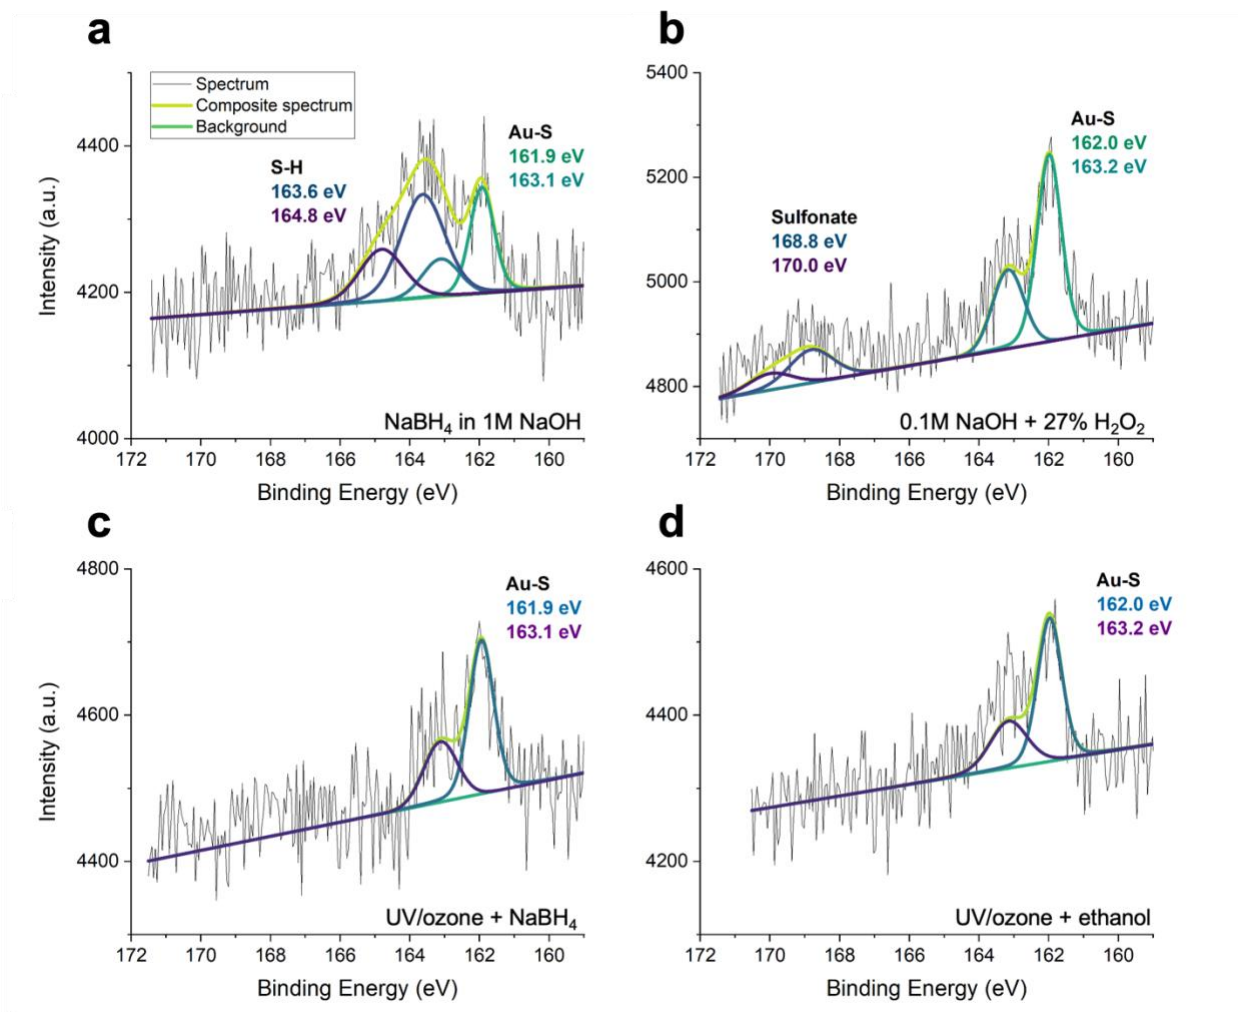 a
Spectrum
Composite spectrum
Background
S-H
163.6 eV
164.8 eV
Au-S
161.9 eV
163.1 eV
4400
4200
4000
Intensity (a.u.)
NaBH₄ in 1M NaOH
172 170 168 166 164 162 160
Binding Energy (eV)
b
5400
5200
5000
4800
Au-S
162.0 eV
163.2 eV
Sulfonate
168.8 eV
170.0 eV
0.1M NaOH + 27% H₂O₂
172 170 168 166 164 162 160
Binding Energy (eV)
c
4800
4600
4400
Intensity (a.u.)
Au-S
161.9 eV
163.1 eV
UV/ozone + NaBH₄
172 170 168 166 164 162 160
Binding Energy (eV)
d
4600
4400
4200
Au-S
162.0 eV
163.2 eV
UV/ozone + ethanol
172 170 168 166 164 162 160
Binding Energy (eV)